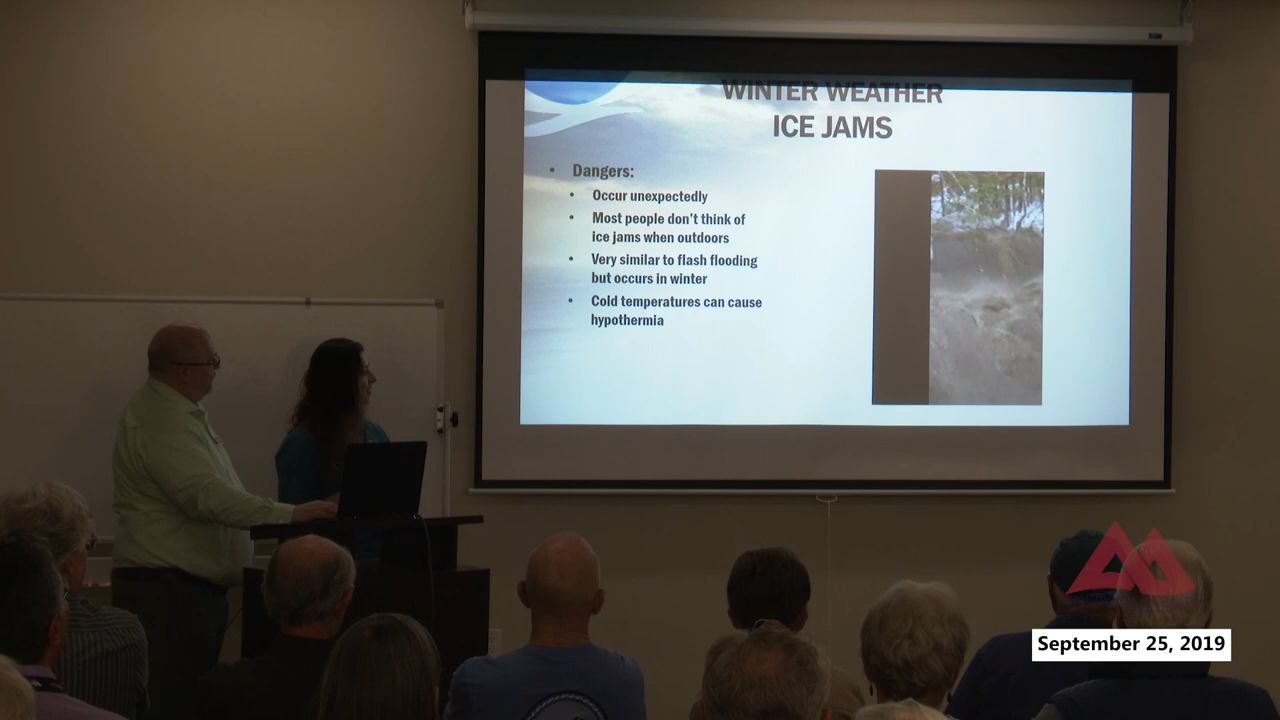 WINTER WEATHER
ICE JAMS
• Dangers:
• Occur unexpectedly
• Most people don't think of
ice jams when outdoors
• Very similar to flash flooding
but occurs in winter
• Cold temperatures can cause
hypothermia
September 25, 2019